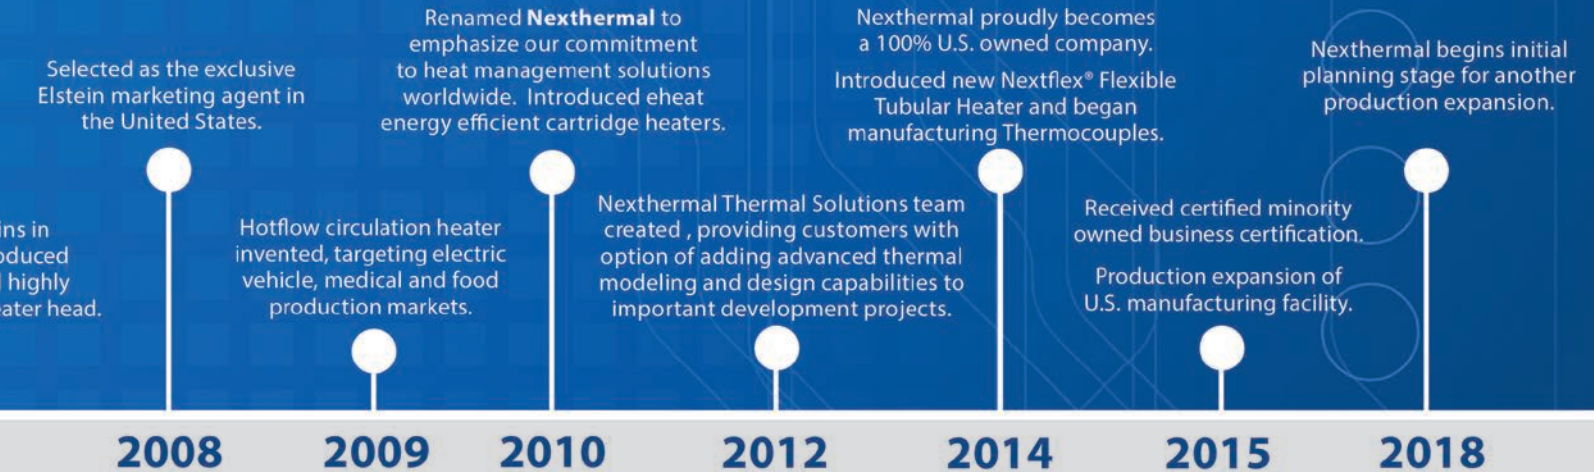 Selected as the exclusive
Elstein marketing agent in
the United States.
Renamed Nexthermal to
emphasize our commitment
to heat management solutions
worldwide. Introduced eheat
energy efficient cartridge heaters.
Nexthermal proudly becomes
a 100% U.S. owned company.
Introduced new Nextflex® Flexible
Tubular Heater and began
manufacturing Thermocouples.
Nexthermal begins initial
planning stage for another
production expansion.
in
highly
head.
Hotflow circulation heater
invented, targeting electric
vehicle, medical and food
production markets.
Nexthermal Thermal Solutions team
created , providing customers with
option of adding advanced thermal
modeling and design capabilities to
important development projects.
Received certified minority
owned business certification.
Production expansion of
U.S. manufacturing facility.
2008
2009
2010
2012
2014
2015
2018